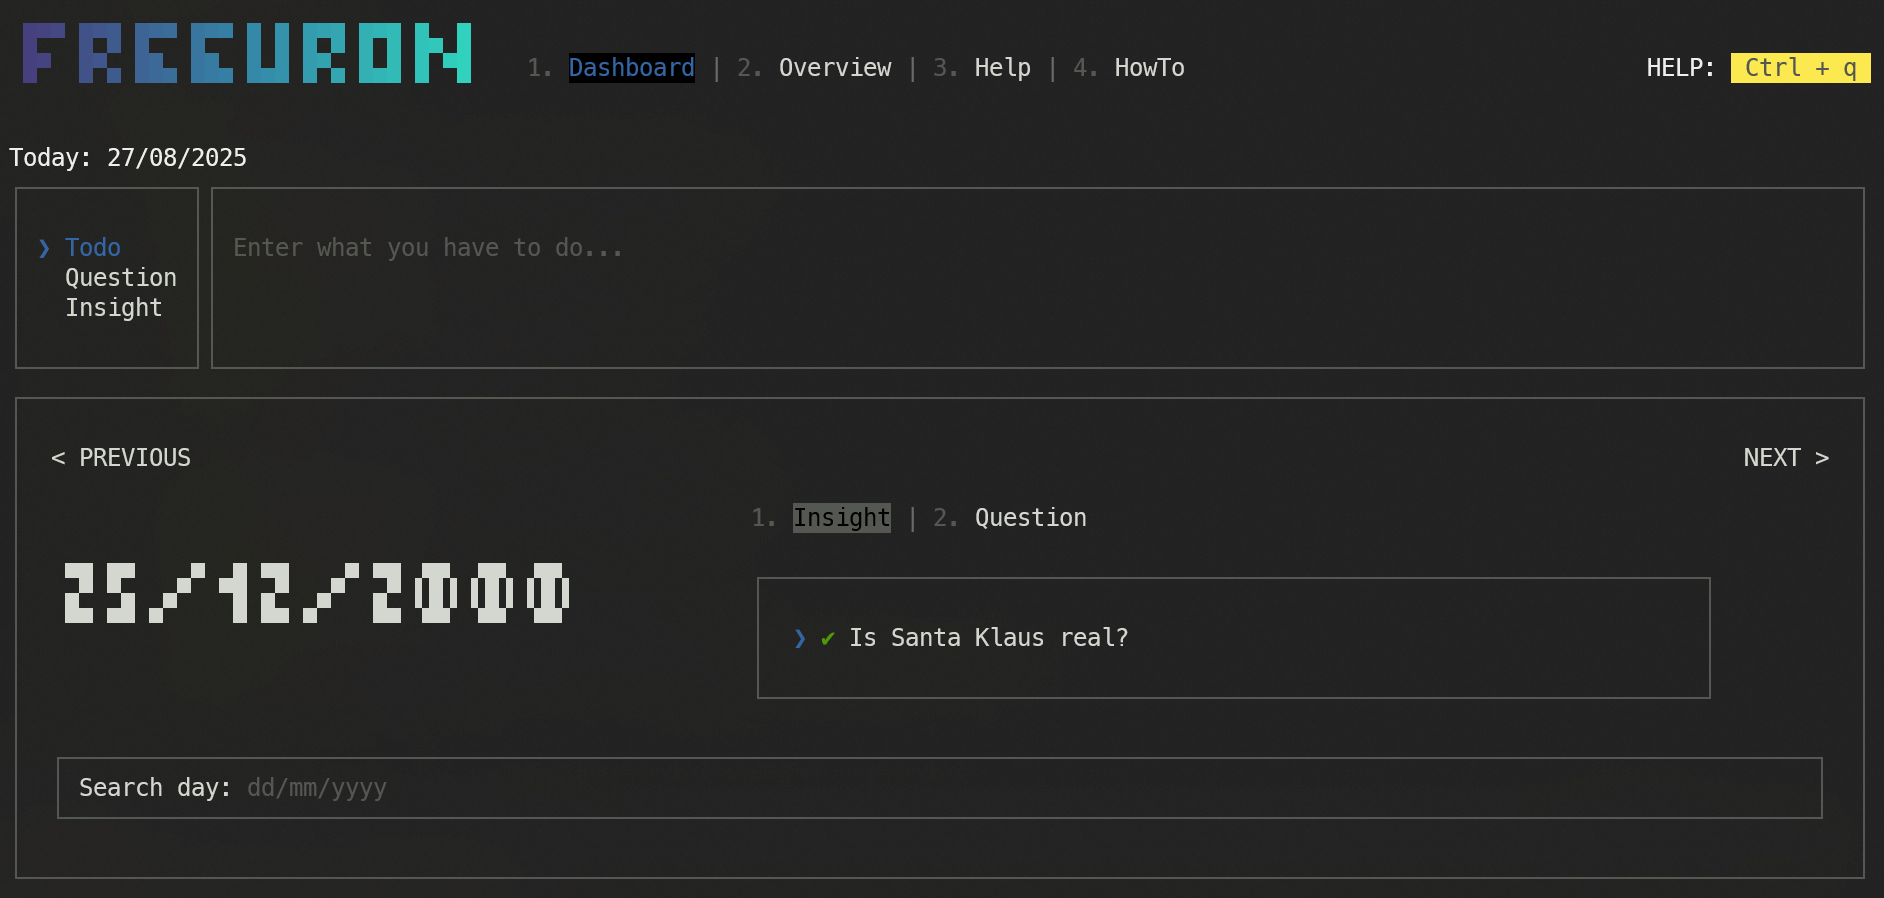 FREEURON
1. Dashboard | 2. Overview | 3. Help | 4. HowTo
HELP: Ctrl + q
Today: 27/08/2025
❯ Todo
Question
Insight
Enter what you have to do...
< PREVIOUS
NEXT >
1. Insight | 2. Question
25/12/2000
❯ ✔ Is Santa Klaus real?
Search day: dd/mm/yyyy